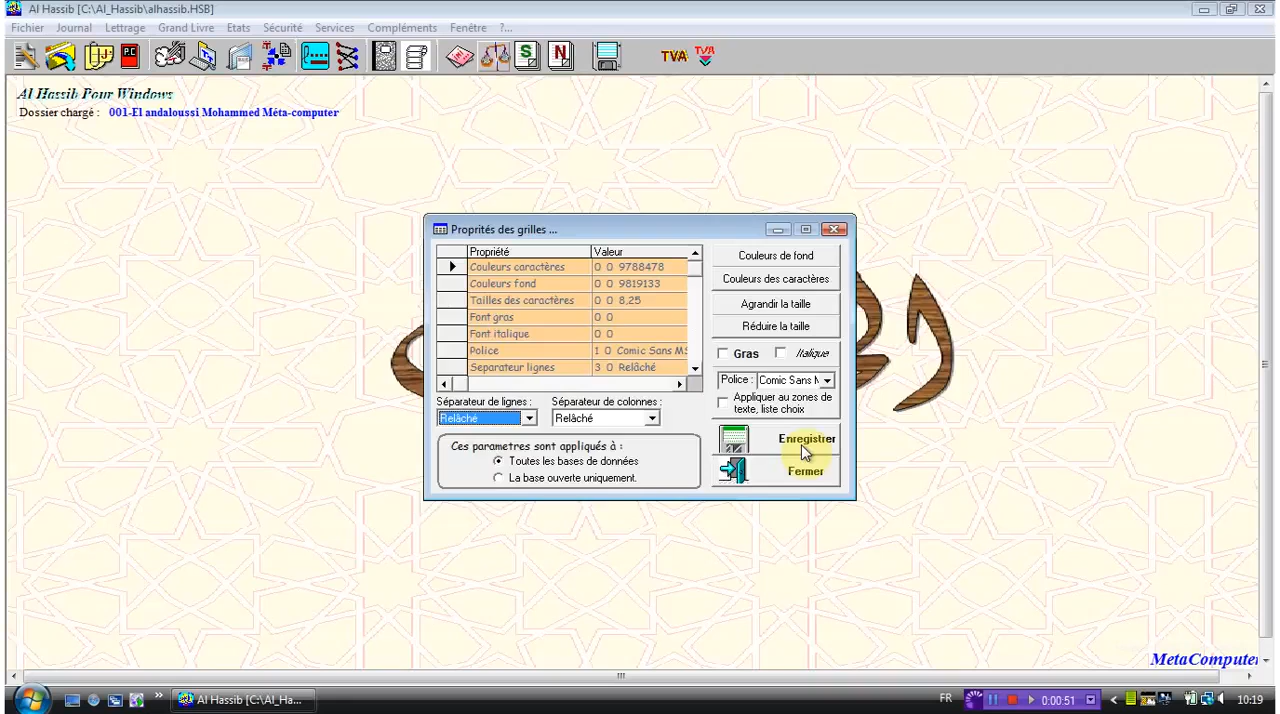 Al Hassib [C:\Al_Hassib\alhassib.HSB]
Fichier Journal Lettrage Grand Livre Etats Sécurité Services Compléments Fenêtre ?...
P.C S N TVA TVA
Al Hassib Pour Windows
Dossier chargé : 001-El andaloussi Mohammed Méta-computer
Proprités des grilles ...
Propriété Valeur
Couleurs caractères 0 0 9788478
Couleurs fond 0 0 9819133
Tailles des caractères 0 0 8,25
Font gras 0 0
Font italique 0 0
Police 1 0 Comic Sans MS
Separateur lignes 3 0 Relâché
Couleurs de fond
Couleurs des caractères
Agrandir la taille
Réduire la taille
Gras Italique
Police : Comic Sans M
Appliquer au zones de
texte, liste choix
Séparateur de lignes : Séparateur de colonnes :
Relâché Relâché
Ces parametres sont appliqués à :
Toutes les bases de données
La base ouverte uniquement.
Enregistrer
Fermer
MetaComputer
Al Hassib [C:\Al_Ha...
FR
0:00:51
10:19